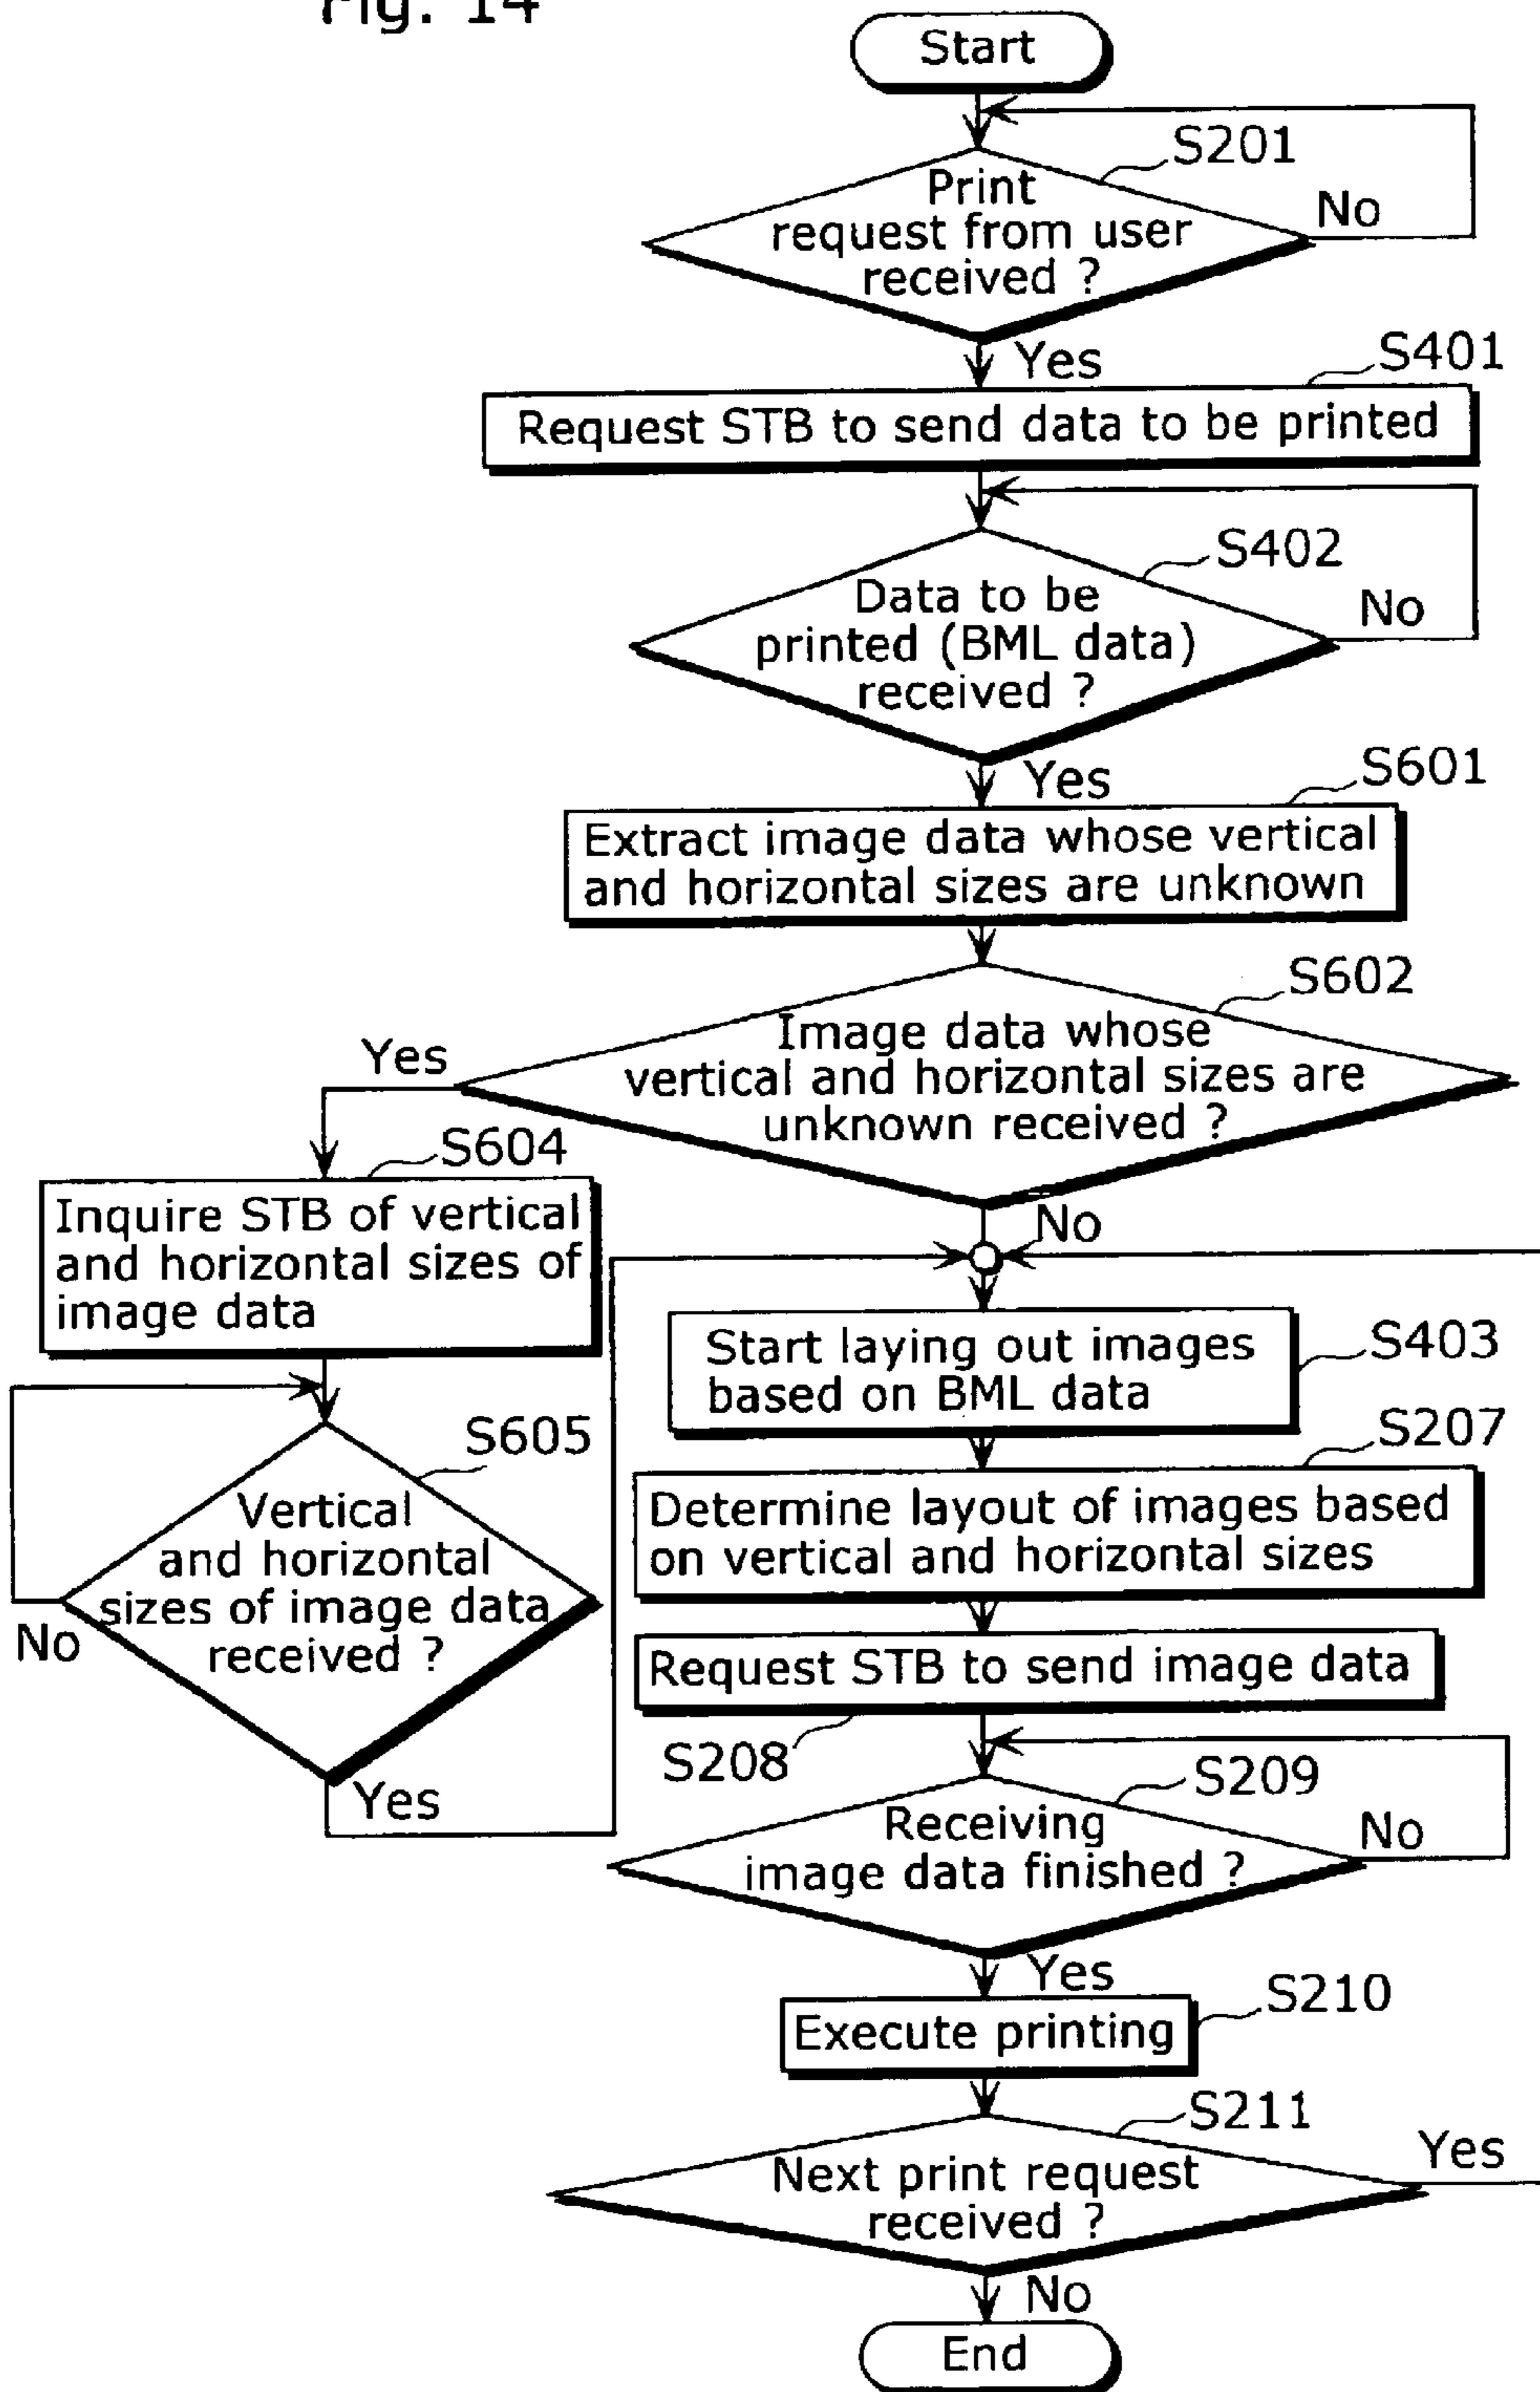 Fig. 14
Start
S201
Print
request from user
received ?
No
Yes
S401
Request STB to send data to be printed
S402
Data to be
printed (BML data)
received ?
No
Yes
S601
Extract image data whose vertical
and horizontal sizes are unknown
S602
Image data whose
vertical and horizontal sizes are
unknown received ?
Yes
No
S604
Inquire STB of vertical
and horizontal sizes of
image data
S605
Vertical
and horizontal
sizes of image data
received ?
No
Yes
S403
Start laying out images
based on BML data
S207
Determine layout of images based
on vertical and horizontal sizes
Request STB to send image data
S208
S209
Receiving
image data finished ?
No
Yes
S210
Execute printing
S211
Next print request
received ?
Yes
No
End